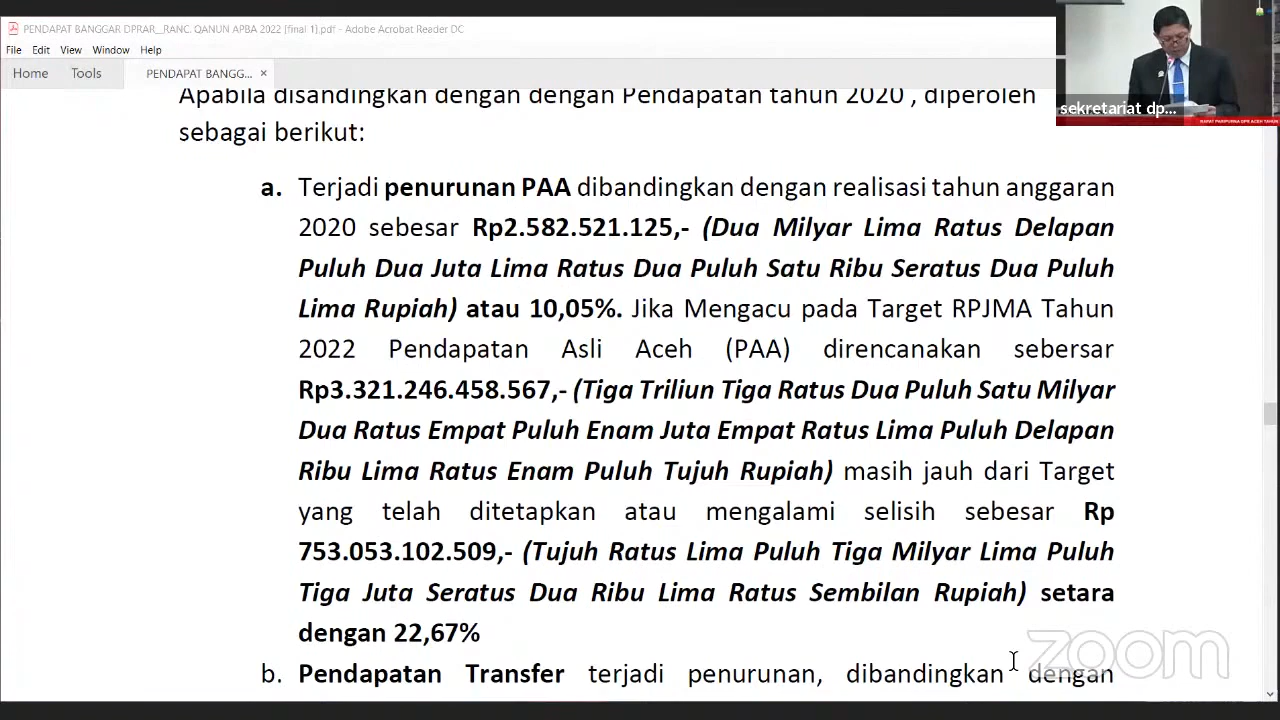 PENDAPAT BANGGAR DPRAR__RANC. QANUN APBA 2022 (final 1).pdf - Adobe Acrobat Reader DC
File Edit View Window Help
Home Tools PENDAPAT BANGG... ×
sekretariat dp...
RAPAT PARIPURNA DPR ACEH TAHUN
Apabila disandingkan dengan dengan Pendapatan tahun 2020 , diperoleh
sebagai berikut:
a. Terjadi penurunan PAA dibandingkan dengan realisasi tahun anggaran
2020 sebesar Rp2.582.521.125,- (Dua Milyar Lima Ratus Delapan
Puluh Dua Juta Lima Ratus Dua Puluh Satu Ribu Seratus Dua Puluh
Lima Rupiah) atau 10,05%. Jika Mengacu pada Target RPJMA Tahun
2022 Pendapatan Asli Aceh (PAA) direncanakan sebersar
Rp3.321.246.458.567,- (Tiga Triliun Tiga Ratus Dua Puluh Satu Milyar
Dua Ratus Empat Puluh Enam Juta Empat Ratus Lima Puluh Delapan
Ribu Lima Ratus Enam Puluh Tujuh Rupiah) masih jauh dari Target
yang telah ditetapkan atau mengalami selisih sebesar Rp
753.053.102.509,- (Tujuh Ratus Lima Puluh Tiga Milyar Lima Puluh
Tiga Juta Seratus Dua Ribu Lima Ratus Sembilan Rupiah) setara
dengan 22,67%
b. Pendapatan Transfer terjadi penurunan, dibandingkan dengan
zoom